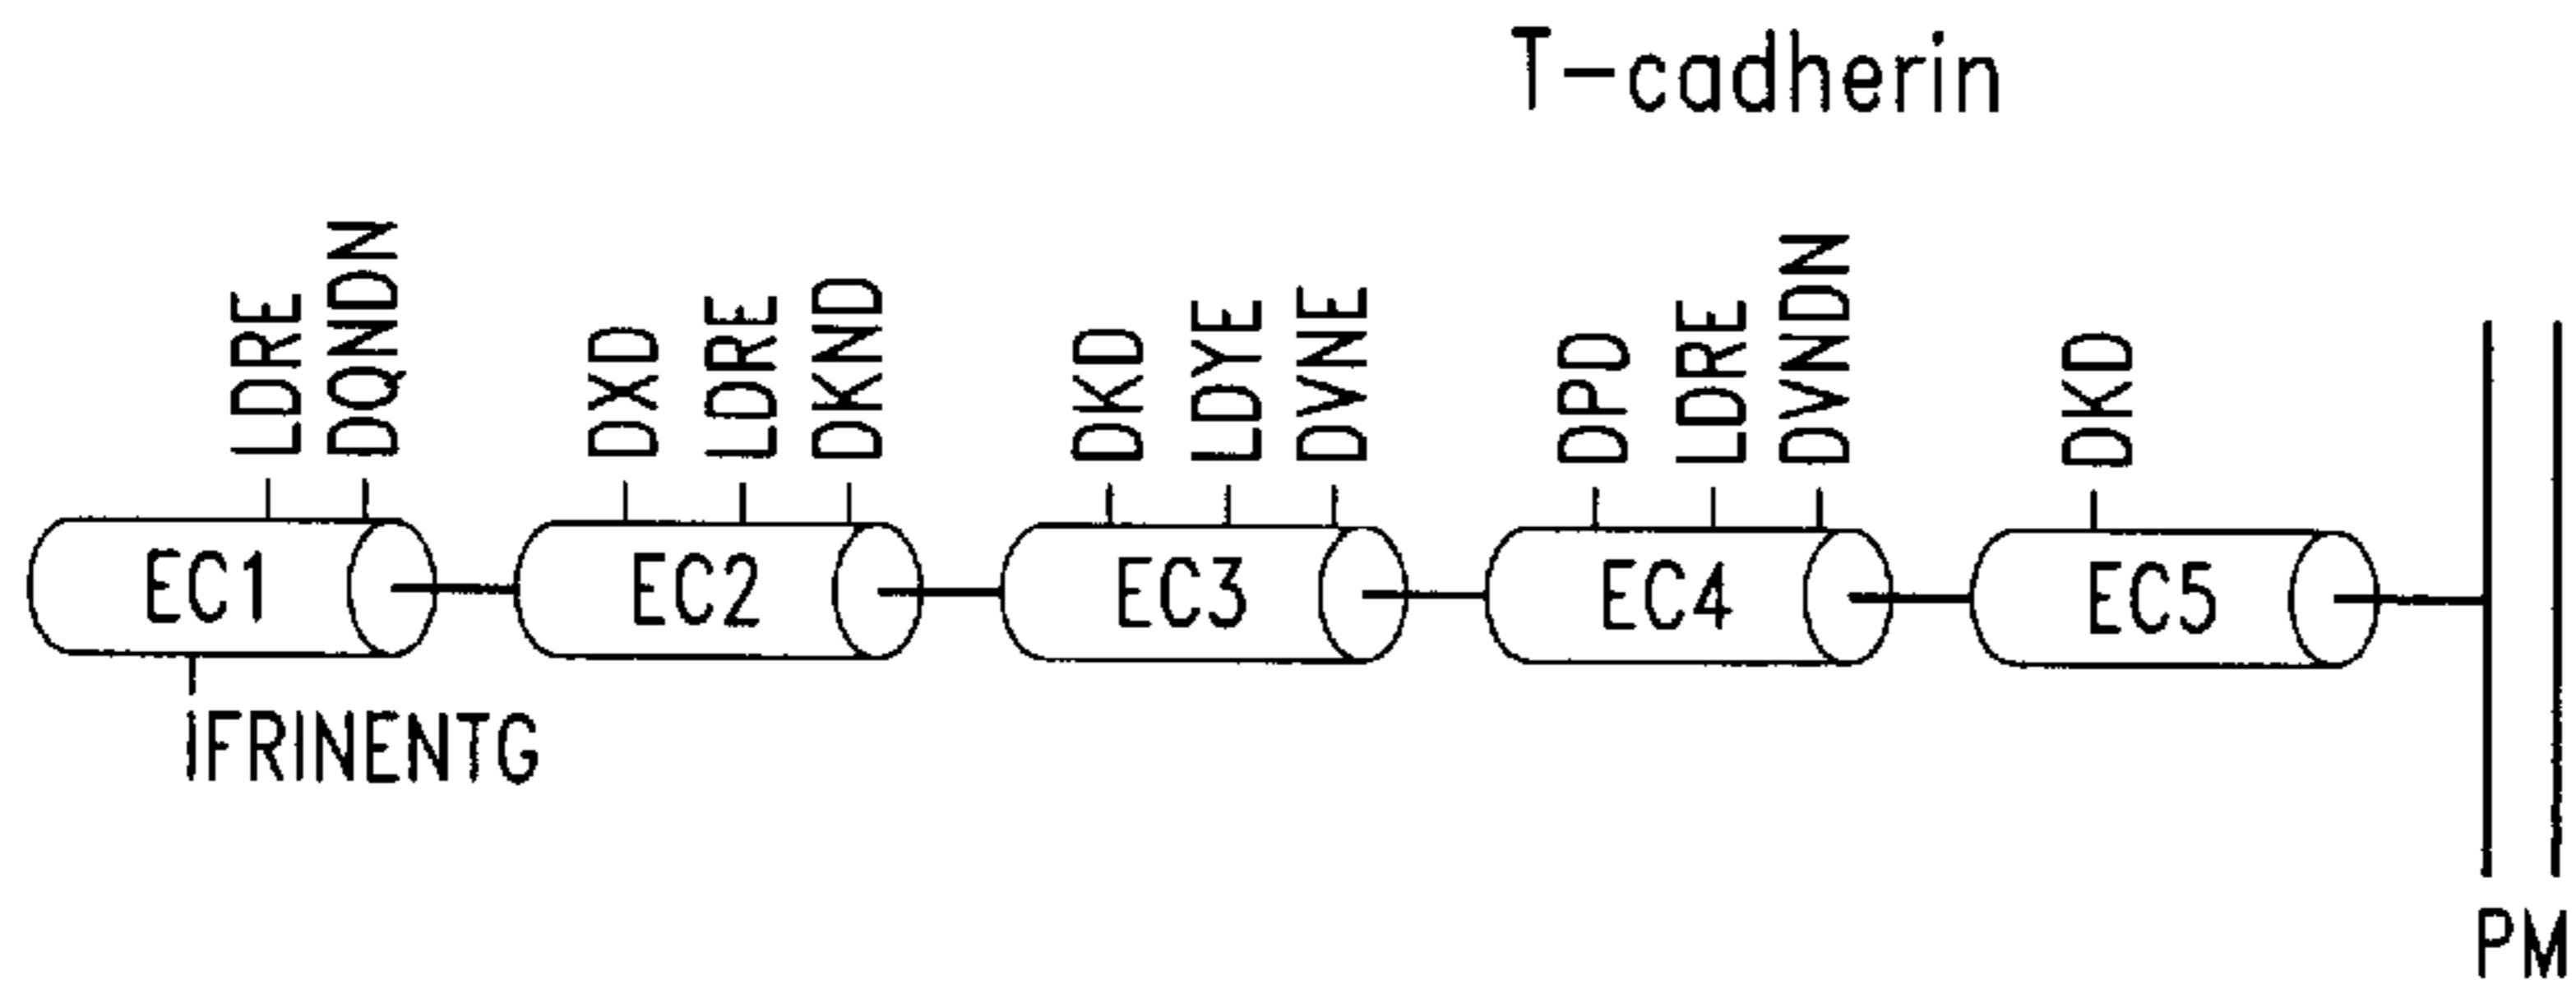 T-cadherin
LDRE
DQNDN
DXD
LDRE
DKND
DKD
LDYE
DVNE
DPD
LDRE
DVNDN
DKD
EC1
EC2
EC3
EC4
EC5
IFRINENTG
PM